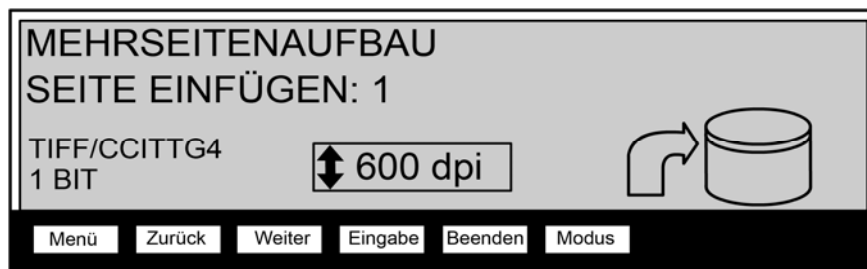 MEHRSEITENAUFBAU
SEITE EINFÜGEN: 1
TIFF/CCITTG4
1 BIT
600 dpi
Menü Zurück Weiter Eingabe Beenden Modus